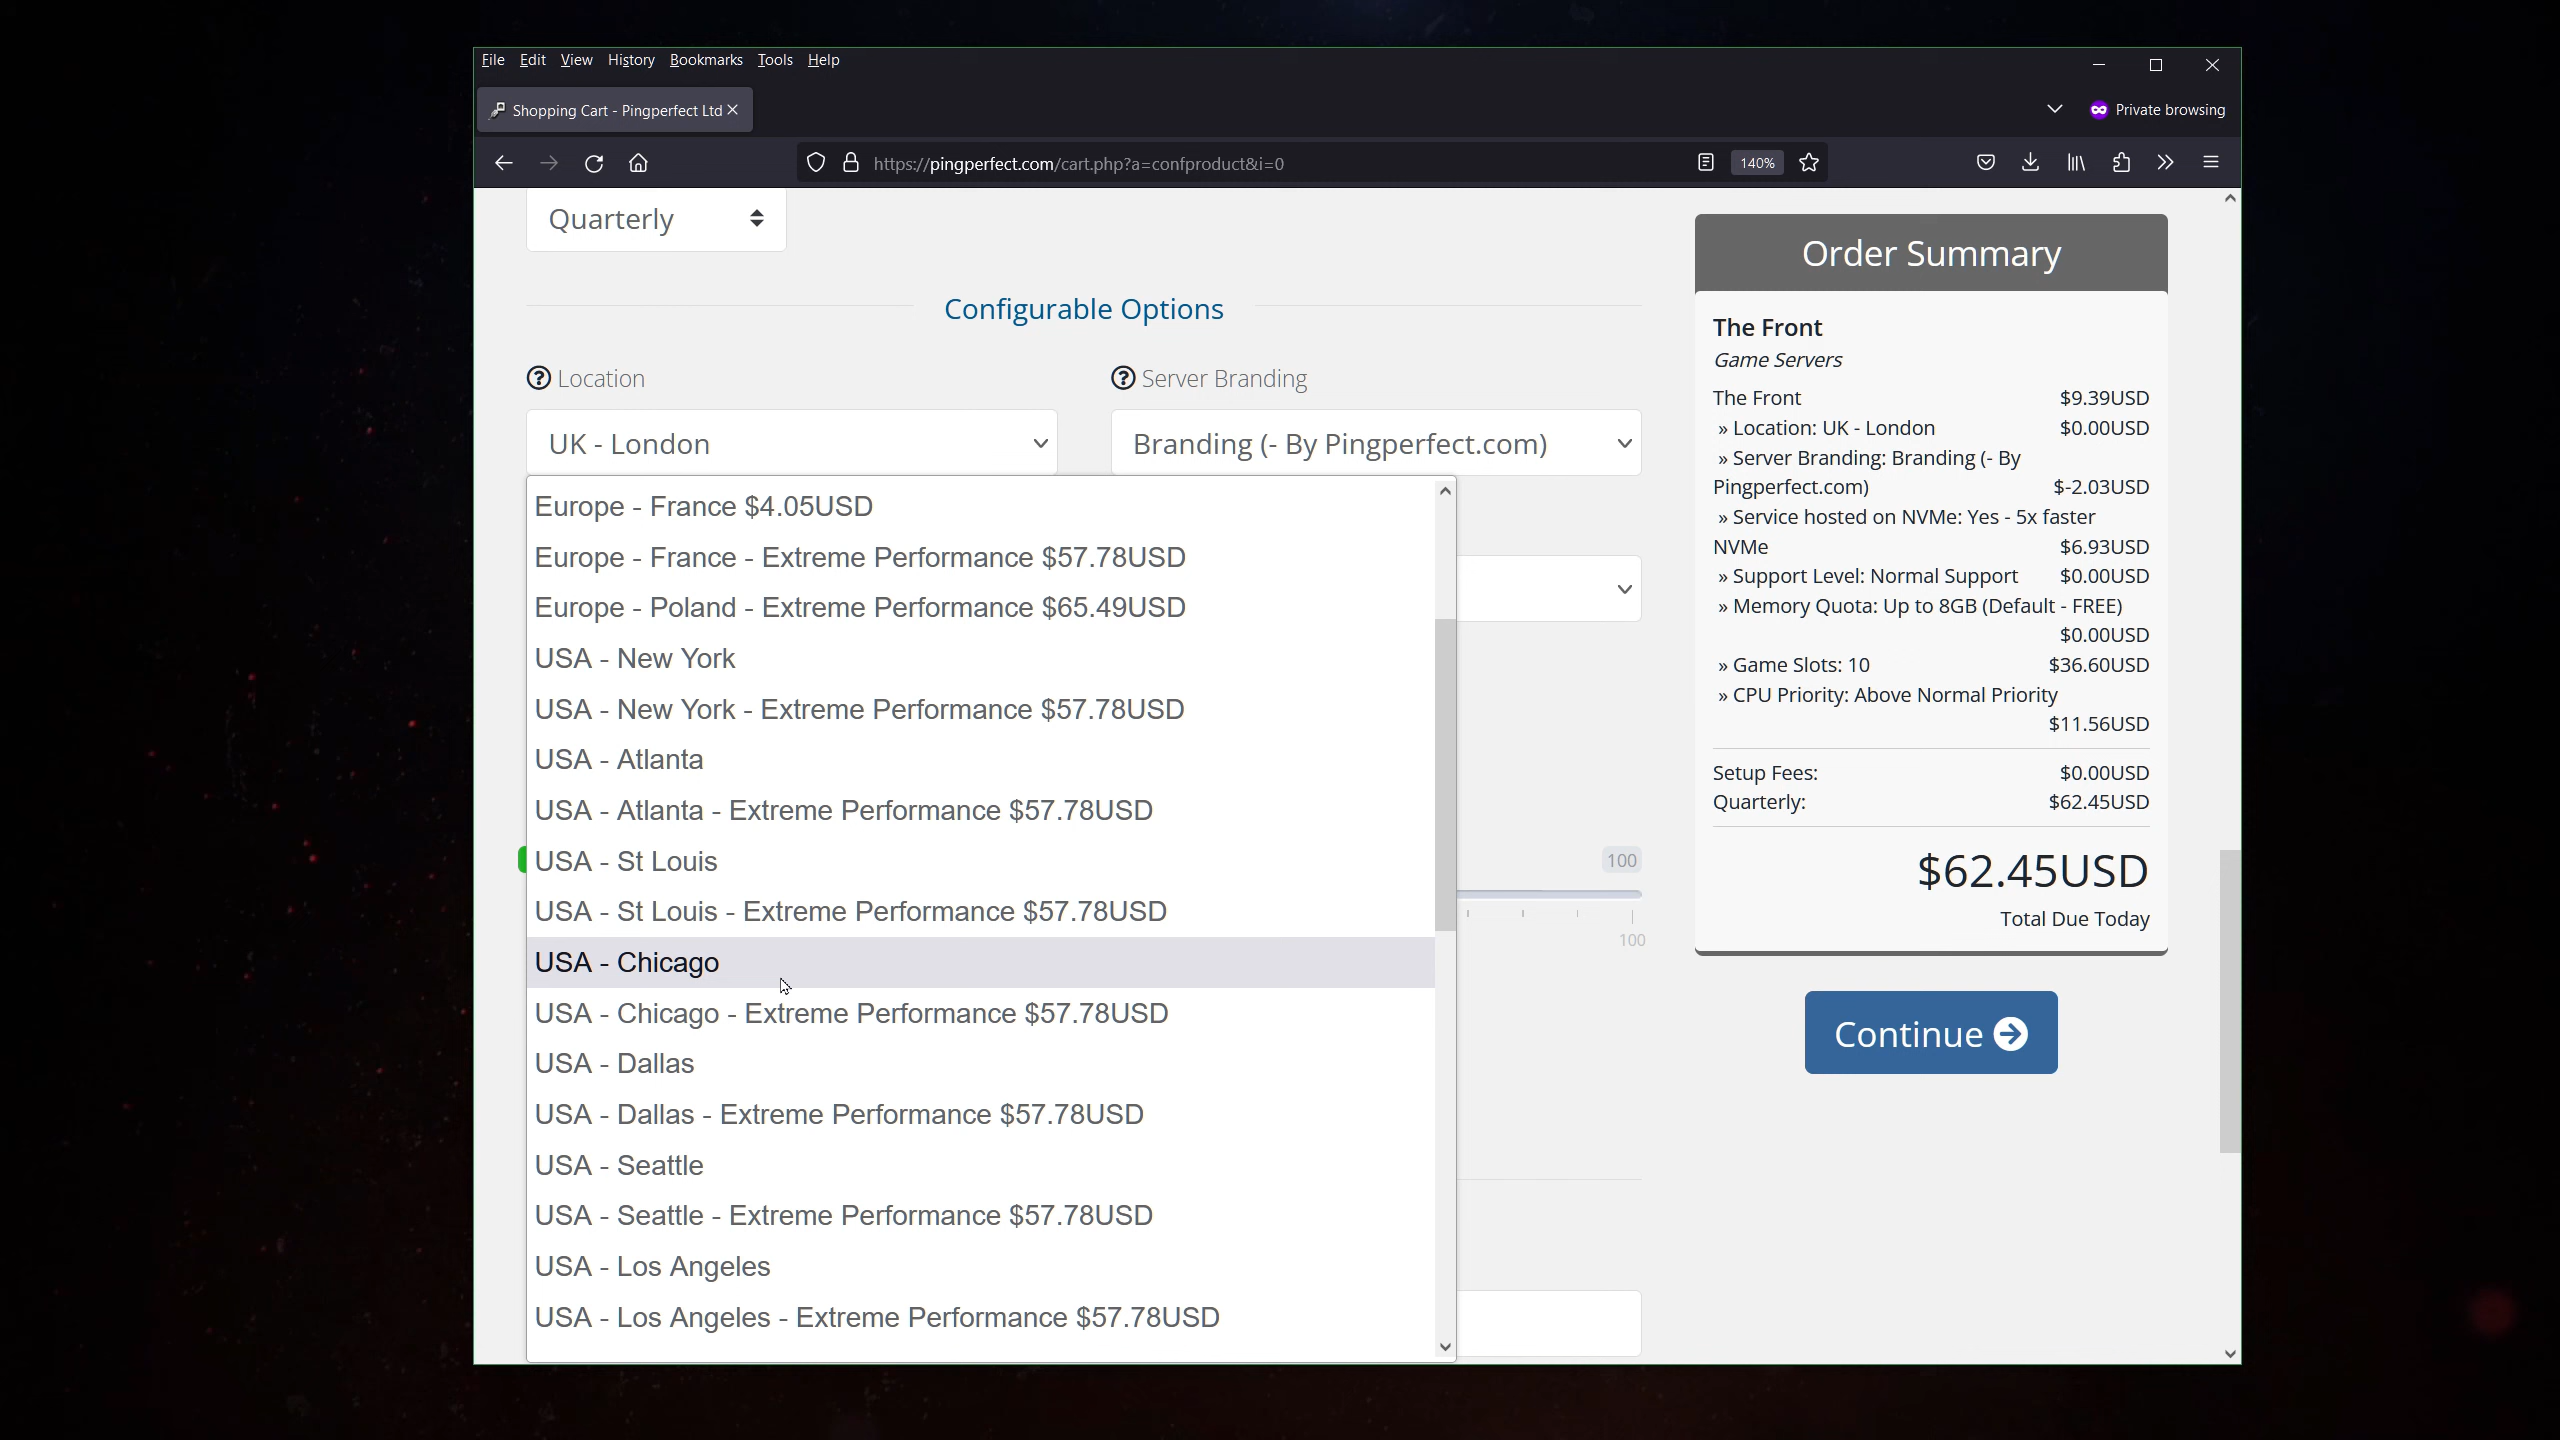 File Edit View History Bookmarks Tools Help
Shopping Cart - Pingperfect Ltd
Private browsing
https://pingperfect.com/cart.php?a=confproduct&i=0
140%
Quarterly
Configurable Options
Location
Server Branding
UK - London
Branding (- By Pingperfect.com)
Europe - France $4.05USD
Europe - France - Extreme Performance $57.78USD
Europe - Poland - Extreme Performance $65.49USD
USA - New York
USA - New York - Extreme Performance $57.78USD
USA - Atlanta
USA - Atlanta - Extreme Performance $57.78USD
USA - St Louis
USA - St Louis - Extreme Performance $57.78USD
USA - Chicago
USA - Chicago - Extreme Performance $57.78USD
USA - Dallas
USA - Dallas - Extreme Performance $57.78USD
USA - Seattle
USA - Seattle - Extreme Performance $57.78USD
USA - Los Angeles
USA - Los Angeles - Extreme Performance $57.78USD
100
100
Order Summary
The Front
Game Servers
The Front $9.39USD
» Location: UK - London $0.00USD
» Server Branding: Branding (- By
Pingperfect.com) $-2.03USD
» Service hosted on NVMe: Yes - 5x faster
NVMe $6.93USD
» Support Level: Normal Support $0.00USD
» Memory Quota: Up to 8GB (Default - FREE)
$0.00USD
» Game Slots: 10 $36.60USD
» CPU Priority: Above Normal Priority
$11.56USD
Setup Fees: $0.00USD
Quarterly: $62.45USD
$62.45USD
Total Due Today
Continue